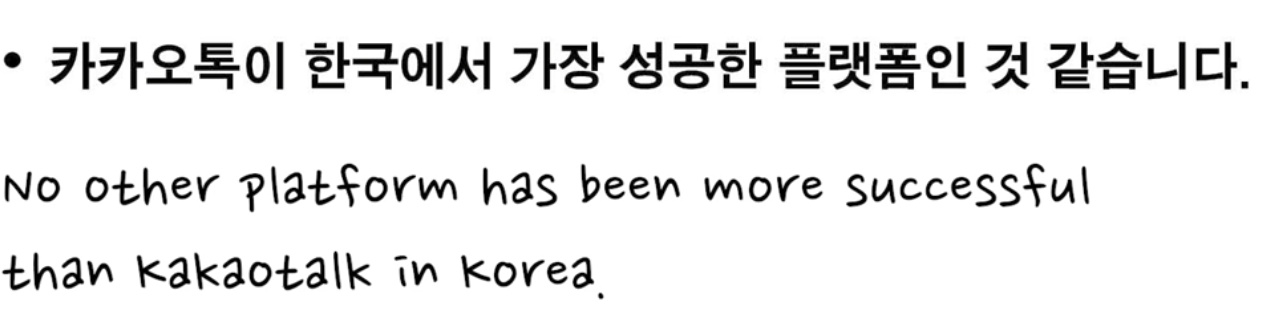 • 카카오톡이 한국에서 가장 성공한 플랫폼인 것 같습니다.
No other platform has been more successful
than kakaotalk in Korea.